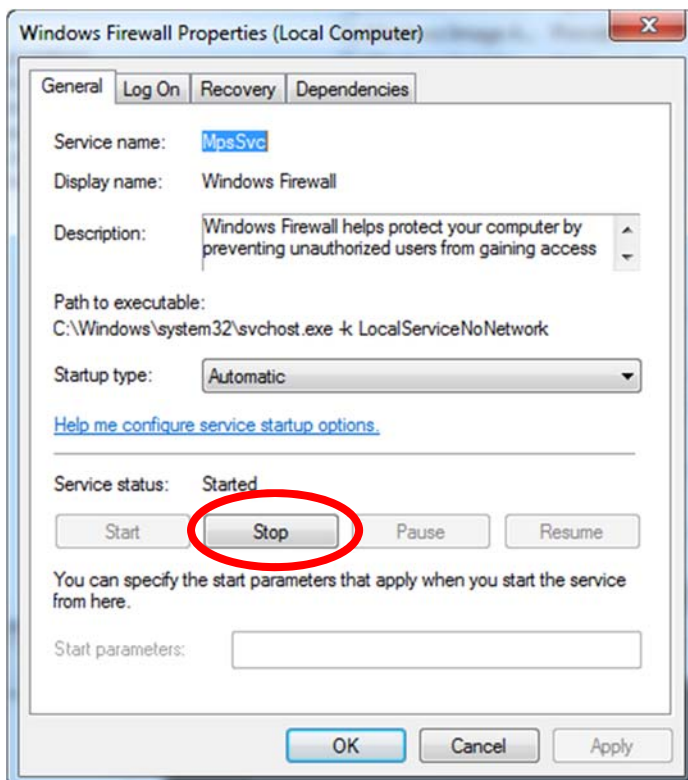 Windows Firewall Properties (Local Computer)
General Log On Recovery Dependencies
Service name: MpsSvc
Display name: Windows Firewall
Description: Windows Firewall helps protect your computer by
preventing unauthorized users from gaining access
Path to executable:
C:\Windows\system32\svchost.exe -k LocalServiceNoNetwork
Startup type: Automatic
Help me configure service startup options.
Service status: Started
Start Stop Pause Resume
You can specify the start parameters that apply when you start the service
from here.
Start parameters:
OK Cancel Apply